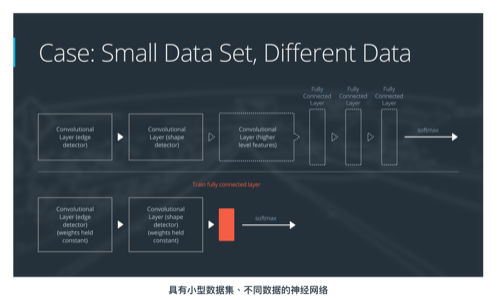 Case: Small Data Set, Different Data
Fully
Connected
Layer
Fully
Connected
Layer
Fully
Connected
Layer
Convolutional
Layer (edge
detector)
Convolutional
Layer (shape
detector)
Convolutional
Layer (higher
level features)
softmax
Train fully connected layer
Convolutional
Layer (edge
detector)
(weights held
constant)
Convolutional
Layer (shape
detector)
(weights held
constant)
softmax
具有小型数据集、不同数据的神经网络